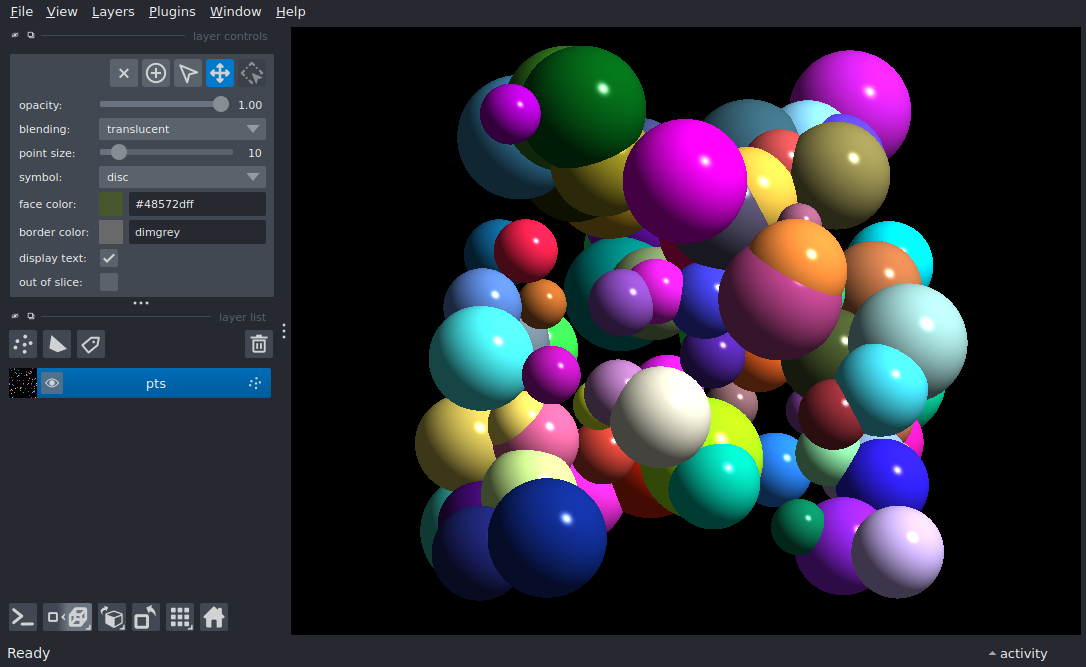 File View Layers Plugins Window Help
layer controls
opacity: 1.00
blending: translucent
point size: 10
symbol: disc
face color: #48572dff
border color: dimgrey
display text:
out of slice:
layer list
pts
Ready
activity